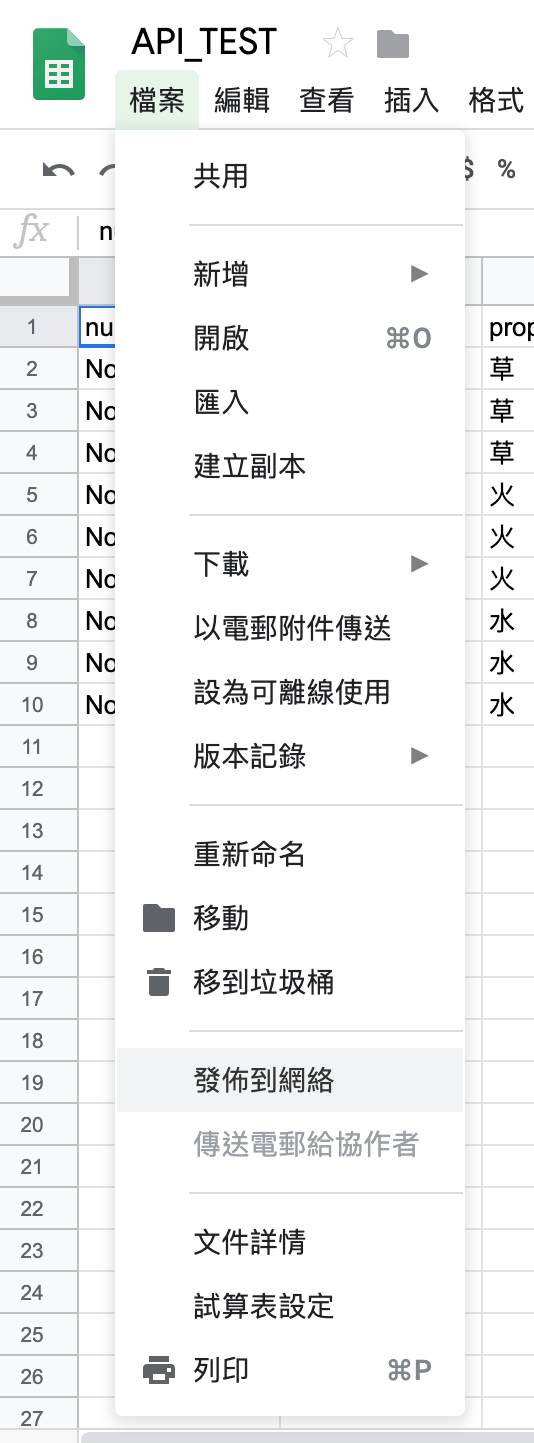 API_TEST
檔案 編輯 查看 插入 格式
$ %
fx nu
共用
新增 ▶
開啟 ⌘O
匯入
建立副本
下載 ▶
以電郵附件傳送
設為可離線使用
版本記錄 ▶
重新命名
移動
移到垃圾桶
發佈到網絡
傳送電郵給協作者
文件詳情
試算表設定
列印 ⌘P
1 nu prop
2 No 草
3 No 草
4 No 草
5 No 火
6 No 火
7 No 火
8 No 水
9 No 水
10 No 水
11
12
13
14
15
16
17
18
19
20
21
22
23
24
25
26
27